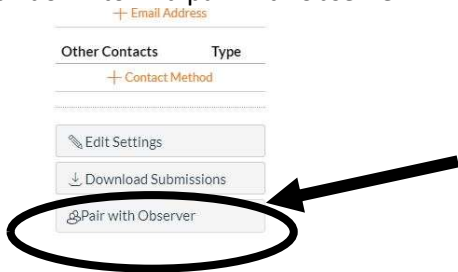 + Email Address
Other Contacts Type
+ Contact Method
Edit Settings
Download Submissions
Pair with Observer